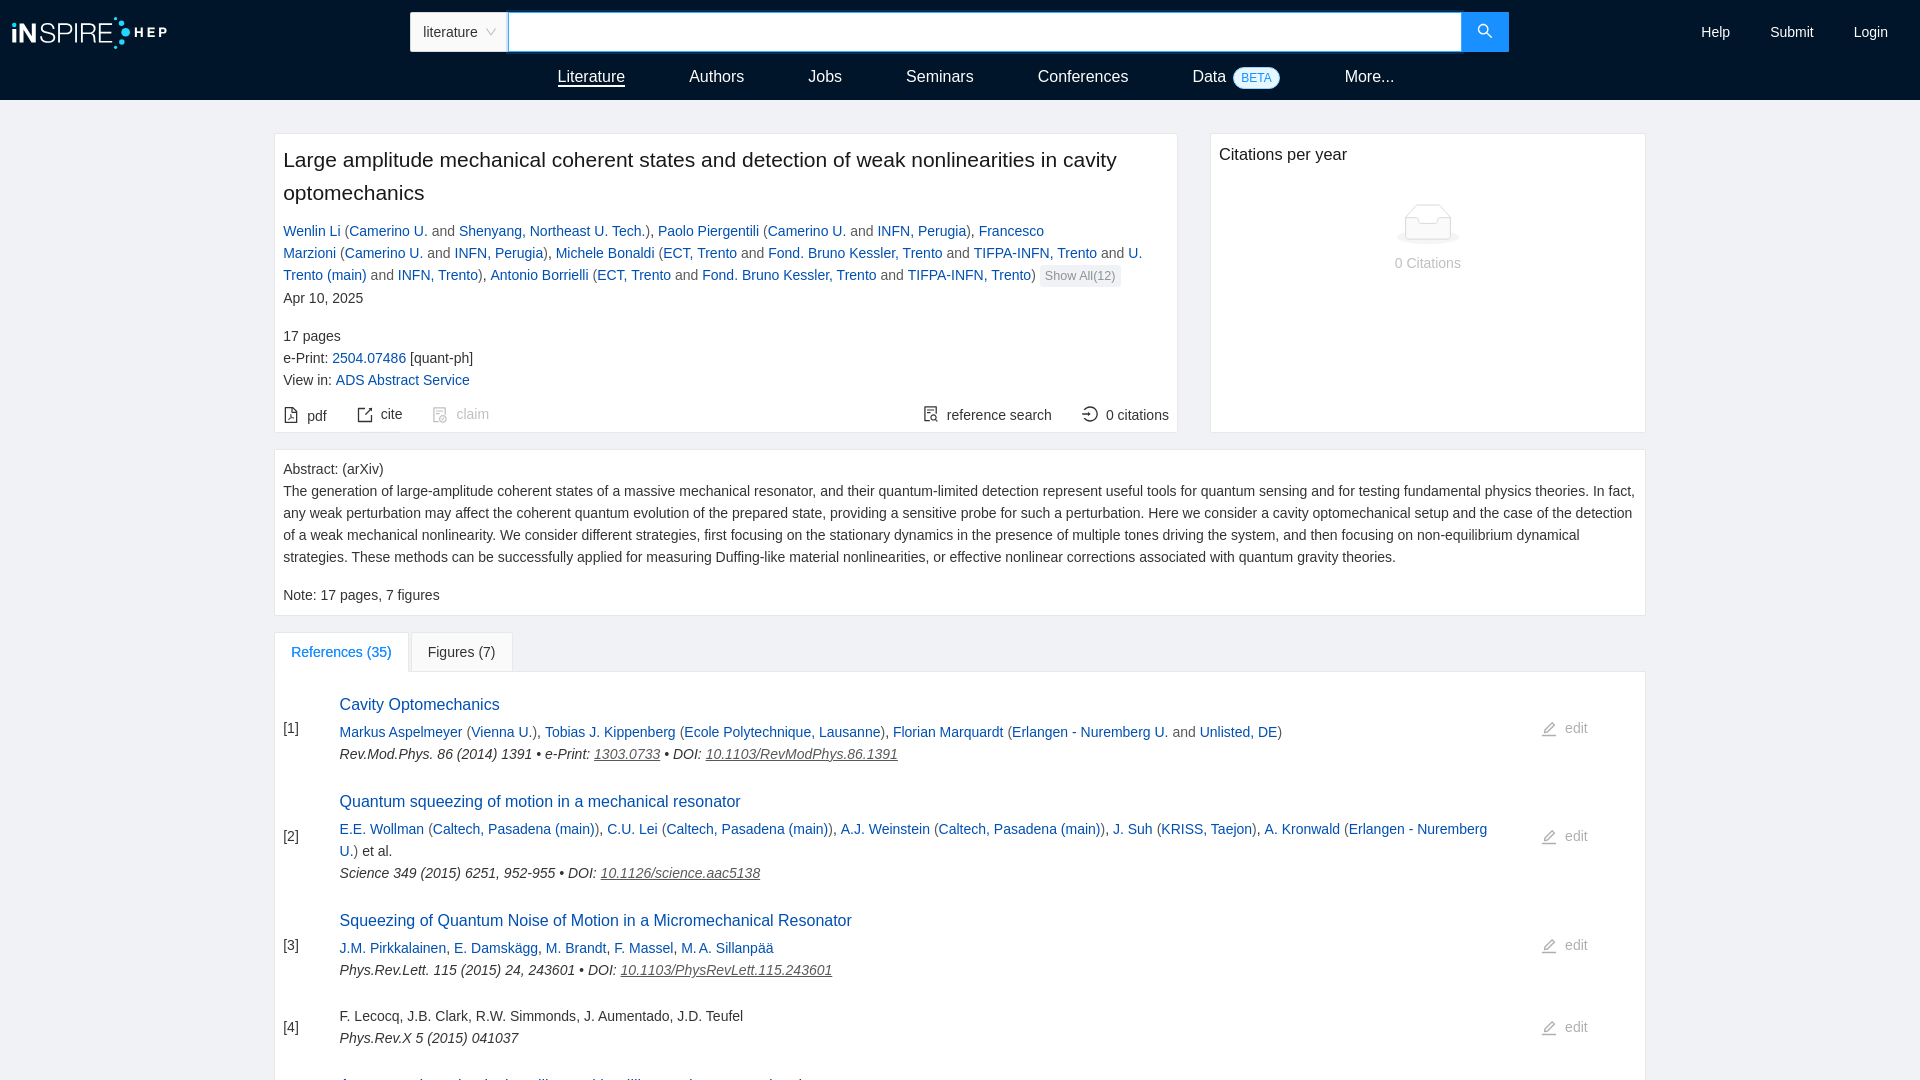 iNSPIRE HEP
literature
Help
Submit
Login
Literature
Authors
Jobs
Seminars
Conferences
Data BETA
More...
Large amplitude mechanical coherent states and detection of weak nonlinearities in cavity
optomechanics
Wenlin Li (Camerino U. and Shenyang, Northeast U. Tech.), Paolo Piergentili (Camerino U. and INFN, Perugia), Francesco
Marzioni (Camerino U. and INFN, Perugia), Michele Bonaldi (ECT, Trento and Fond. Bruno Kessler, Trento and TIFPA-INFN, Trento and U.
Trento (main) and INFN, Trento), Antonio Borrielli (ECT, Trento and Fond. Bruno Kessler, Trento and TIFPA-INFN, Trento) Show All(12)
Apr 10, 2025
17 pages
e-Print: 2504.07486 [quant-ph]
View in: ADS Abstract Service
pdf
cite
claim
reference search
0 citations
Citations per year
0 Citations
Abstract: (arXiv)
The generation of large-amplitude coherent states of a massive mechanical resonator, and their quantum-limited detection represent useful tools for quantum sensing and for testing fundamental physics theories. In fact,
any weak perturbation may affect the coherent quantum evolution of the prepared state, providing a sensitive probe for such a perturbation. Here we consider a cavity optomechanical setup and the case of the detection
of a weak mechanical nonlinearity. We consider different strategies, first focusing on the stationary dynamics in the presence of multiple tones driving the system, and then focusing on non-equilibrium dynamical
strategies. These methods can be successfully applied for measuring Duffing-like material nonlinearities, or effective nonlinear corrections associated with quantum gravity theories.
Note: 17 pages, 7 figures
References (35)
Figures (7)
[1]
Cavity Optomechanics
Markus Aspelmeyer (Vienna U.), Tobias J. Kippenberg (Ecole Polytechnique, Lausanne), Florian Marquardt (Erlangen - Nuremberg U. and Unlisted, DE)
Rev.Mod.Phys. 86 (2014) 1391 • e-Print: 1303.0733 • DOI: 10.1103/RevModPhys.86.1391
edit
[2]
Quantum squeezing of motion in a mechanical resonator
E.E. Wollman (Caltech, Pasadena (main)), C.U. Lei (Caltech, Pasadena (main)), A.J. Weinstein (Caltech, Pasadena (main)), J. Suh (KRISS, Taejon), A. Kronwald (Erlangen - Nuremberg
U.) et al.
Science 349 (2015) 6251, 952-955 • DOI: 10.1126/science.aac5138
edit
[3]
Squeezing of Quantum Noise of Motion in a Micromechanical Resonator
J.M. Pirkkalainen, E. Damskägg, M. Brandt, F. Massel, M. A. Sillanpää
Phys.Rev.Lett. 115 (2015) 24, 243601 • DOI: 10.1103/PhysRevLett.115.243601
edit
[4]
F. Lecocq, J.B. Clark, R.W. Simmonds, J. Aumentado, J.D. Teufel
Phys.Rev.X 5 (2015) 041037
edit